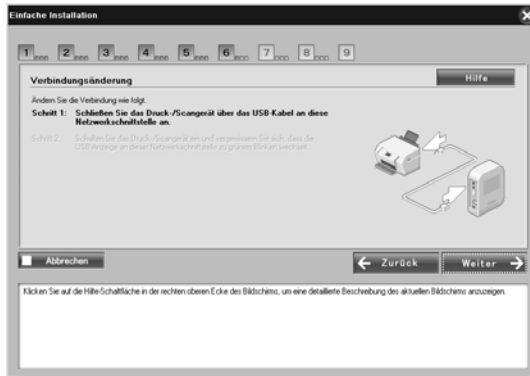 Einfache Installation
1 2 3 4 5 6 7 8 9
Verbindungsänderung
Hilfe
Ändern Sie die Verbindung wie folgt.
Schritt 1: Schließen Sie das Druck-/Scangerät über das USB-Kabel an diese
Netzwerkschnittstelle an.
Schritt 2: Schalten Sie das Druck-/Scangerät ein und vergewissern Sie sich, dass die
USB-Anzeige an dieser Netzwerkschnittstelle zu grünem Blinken wechselt.
Abbrechen
Zurück
Weiter
Klicken Sie auf die Hilfe-Schaltfläche in der rechten oberen Ecke des Bildschirms, um eine detaillierte Beschreibung des aktuellen Bildschirms anzuzeigen.